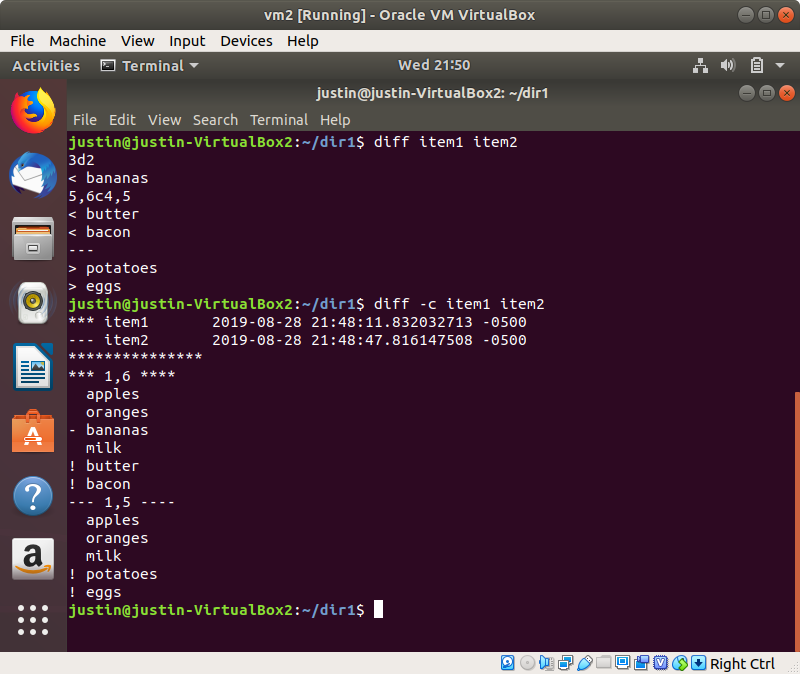 vm2 [Running] - Oracle VM VirtualBox
File Machine View Input Devices Help
Activities Terminal Wed 21:50
justin@justin-VirtualBox2: ~/dir1
File Edit View Search Terminal Help
justin@justin-VirtualBox2:~/dir1$ diff item1 item2
3d2
< bananas
5,6c4,5
< butter
< bacon
---
> potatoes
> eggs
justin@justin-VirtualBox2:~/dir1$ diff -c item1 item2
*** item1       2019-08-28 21:48:11.832032713 -0500
--- item2       2019-08-28 21:48:47.816147508 -0500
***************
*** 1,6 ****
  apples
  oranges
- bananas
  milk
! butter
! bacon
--- 1,5 ----
  apples
  oranges
  milk
! potatoes
! eggs
justin@justin-VirtualBox2:~/dir1$
Right Ctrl